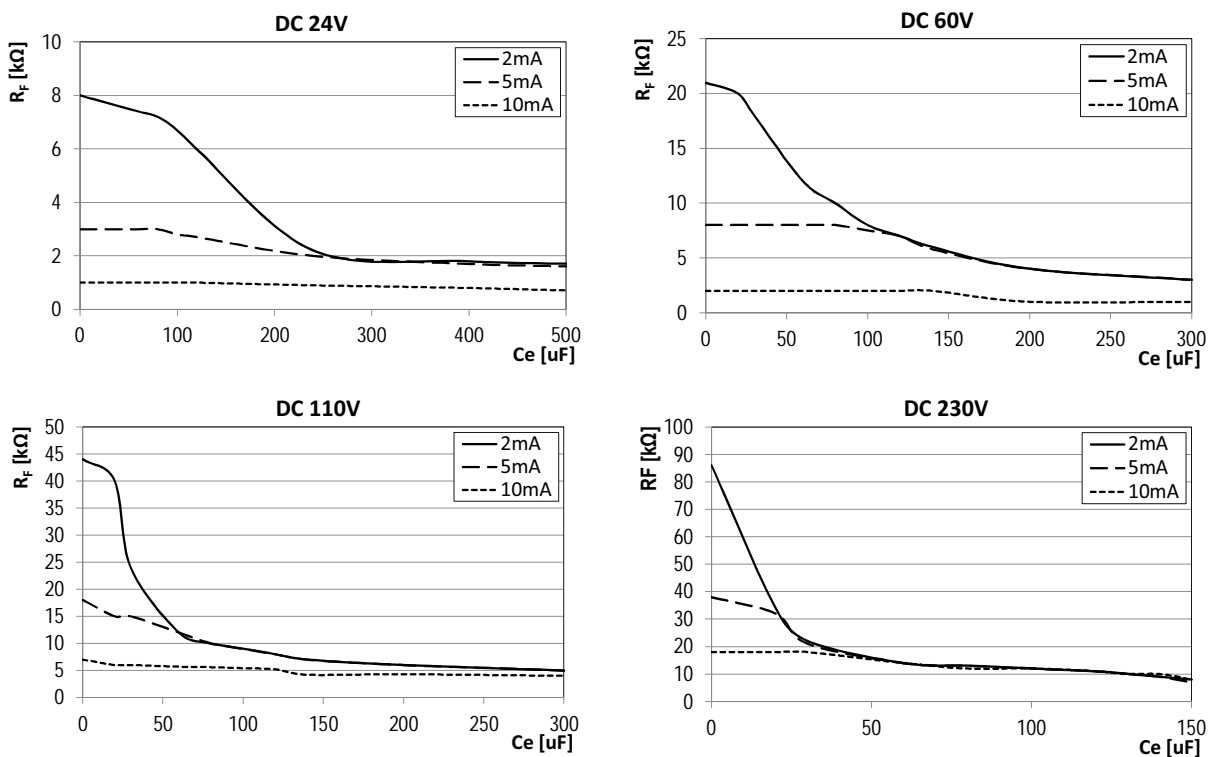 DC 24V
R_F [kΩ]
10
8
6
4
2
0
0 100 200 300 400 500
Ce [uF]
2mA
5mA
10mA
DC 60V
R_F [kΩ]
25
20
15
10
5
0
0 50 100 150 200 250 300
Ce [uF]
2mA
5mA
10mA
DC 110V
R_F [kΩ]
50
45
40
35
30
25
20
15
10
5
0
0 50 100 150 200 250 300
Ce [uF]
2mA
5mA
10mA
DC 230V
RF [kΩ]
100
90
80
70
60
50
40
30
20
10
0
0 50 100 150
Ce [uF]
2mA
5mA
10mA